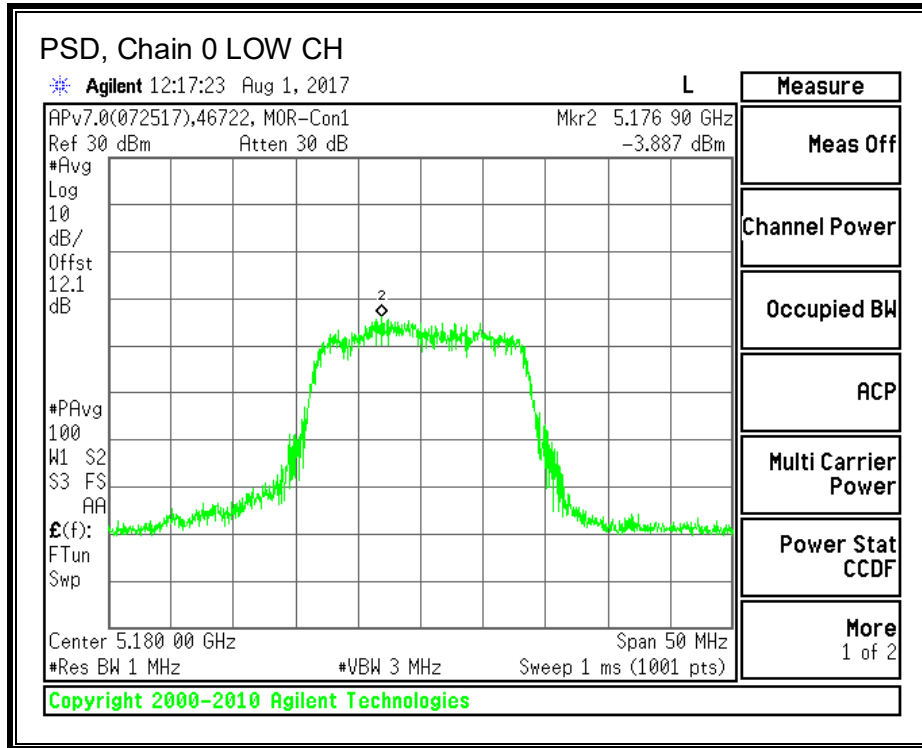 PSD, Chain 0 LOW CH
Agilent 12:17:23 Aug 1, 2017 L
APv7.0(072517),46722, MOR-Con1 Mkr2 5.176 90 GHz
Ref 30 dBm Atten 30 dB -3.887 dBm
#Avg
Log
10
dB/
Offst
12.1
dB
2
#PAvg
100
W1 S2
S3 FS
AA
£(f):
FTun
Swp
Center 5.180 00 GHz Span 50 MHz
#Res BW 1 MHz #VBW 3 MHz Sweep 1 ms (1001 pts)
Copyright 2000-2010 Agilent Technologies
Measure
Meas Off
Channel Power
Occupied BW
ACP
Multi Carrier
Power
Power Stat
CCDF
More
1 of 2